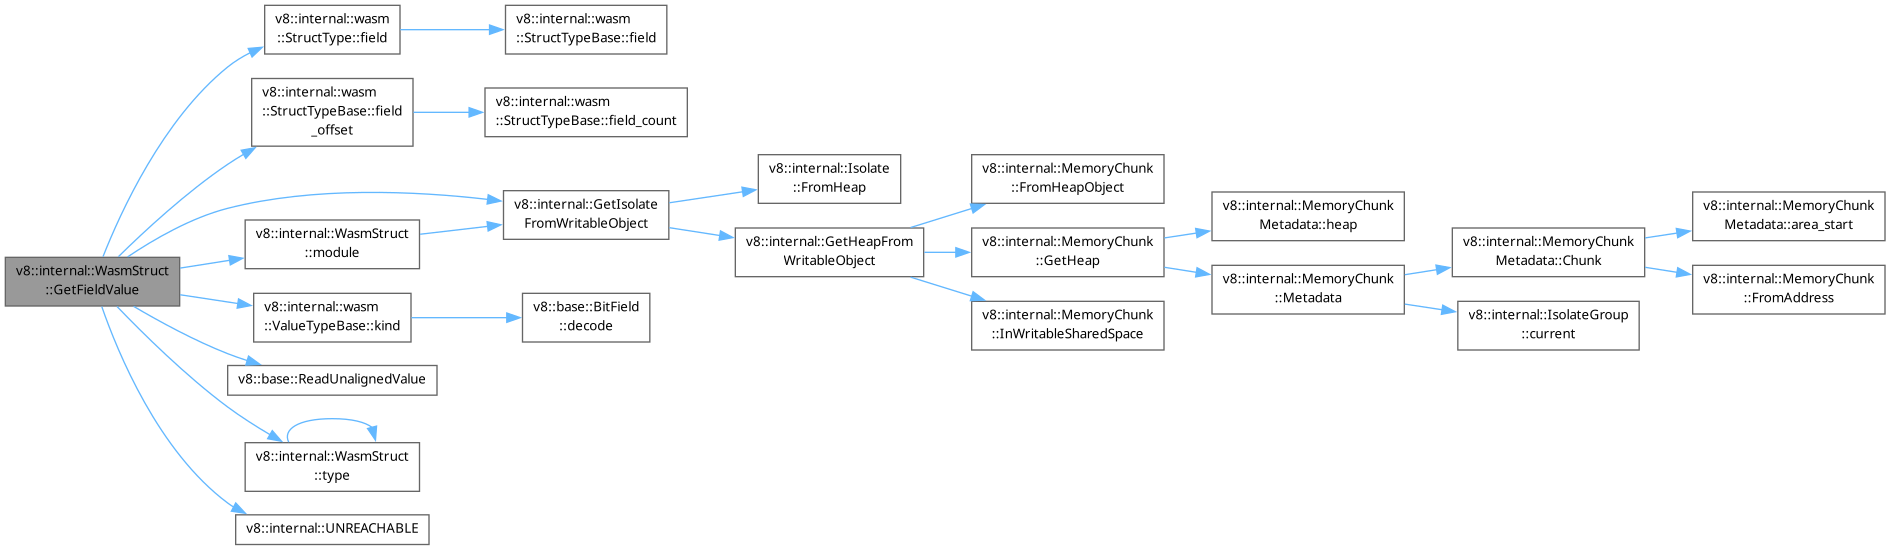 v8::internal::WasmStruct
::GetFieldValue
v8::internal::wasm
::StructType::field
v8::internal::wasm
::StructTypeBase::field
v8::internal::wasm
::StructTypeBase::field
_offset
v8::internal::wasm
::StructTypeBase::field_count
v8::internal::GetIsolate
FromWritableObject
v8::internal::WasmStruct
::module
v8::internal::Isolate
::FromHeap
v8::internal::GetHeapFrom
WritableObject
v8::internal::MemoryChunk
::FromHeapObject
v8::internal::MemoryChunk
::GetHeap
v8::internal::MemoryChunk
::InWritableSharedSpace
v8::internal::MemoryChunk
Metadata::heap
v8::internal::MemoryChunk
::Metadata
v8::internal::MemoryChunk
Metadata::Chunk
v8::internal::IsolateGroup
::current
v8::internal::MemoryChunk
Metadata::area_start
v8::internal::MemoryChunk
::FromAddress
v8::internal::wasm
::ValueTypeBase::kind
v8::base::BitField
::decode
v8::base::ReadUnalignedValue
v8::internal::WasmStruct
::type
v8::internal::UNREACHABLE